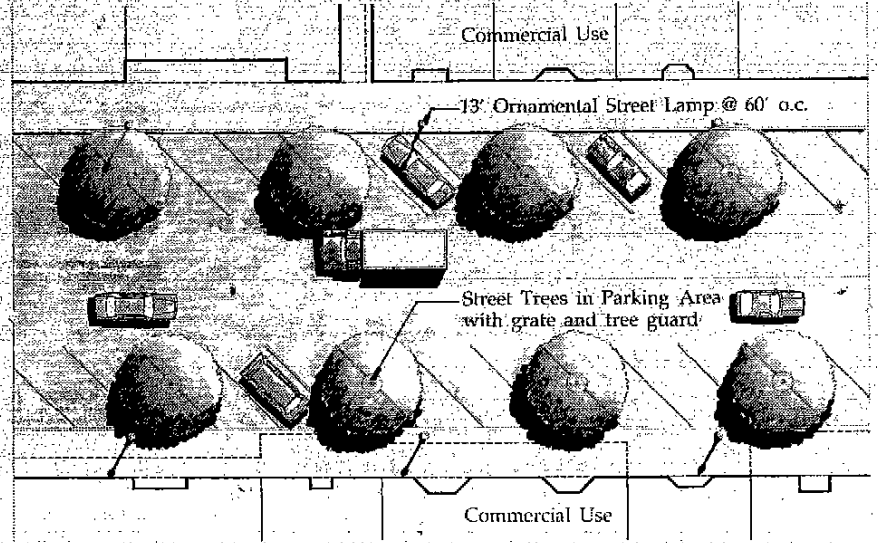 Commercial Use
13' Ornamental Street Lamp @ 60' o.c.
Street Trees in Parking Area
with grate and tree guard
Commercial Use